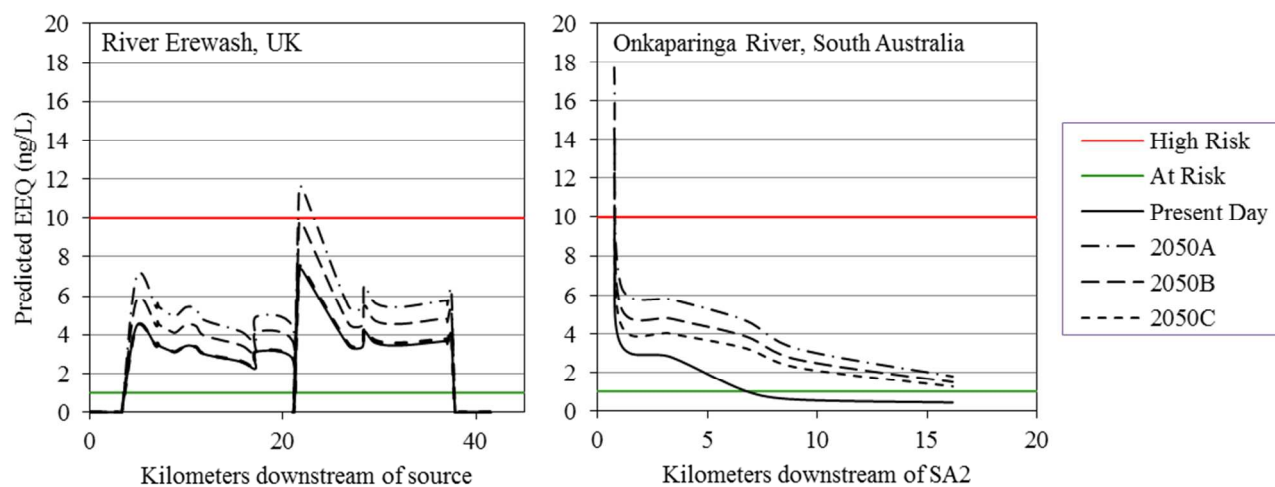 River Erewash, UK
Predicted EEQ (ng/L)
20
18
16
14
12
10
8
6
4
2
0
0
20
40
Kilometers downstream of source
Onkaparinga River, South Australia
20
18
16
14
12
10
8
6
4
2
0
0
5
10
15
20
Kilometers downstream of SA2
High Risk
At Risk
Present Day
2050A
2050B
2050C